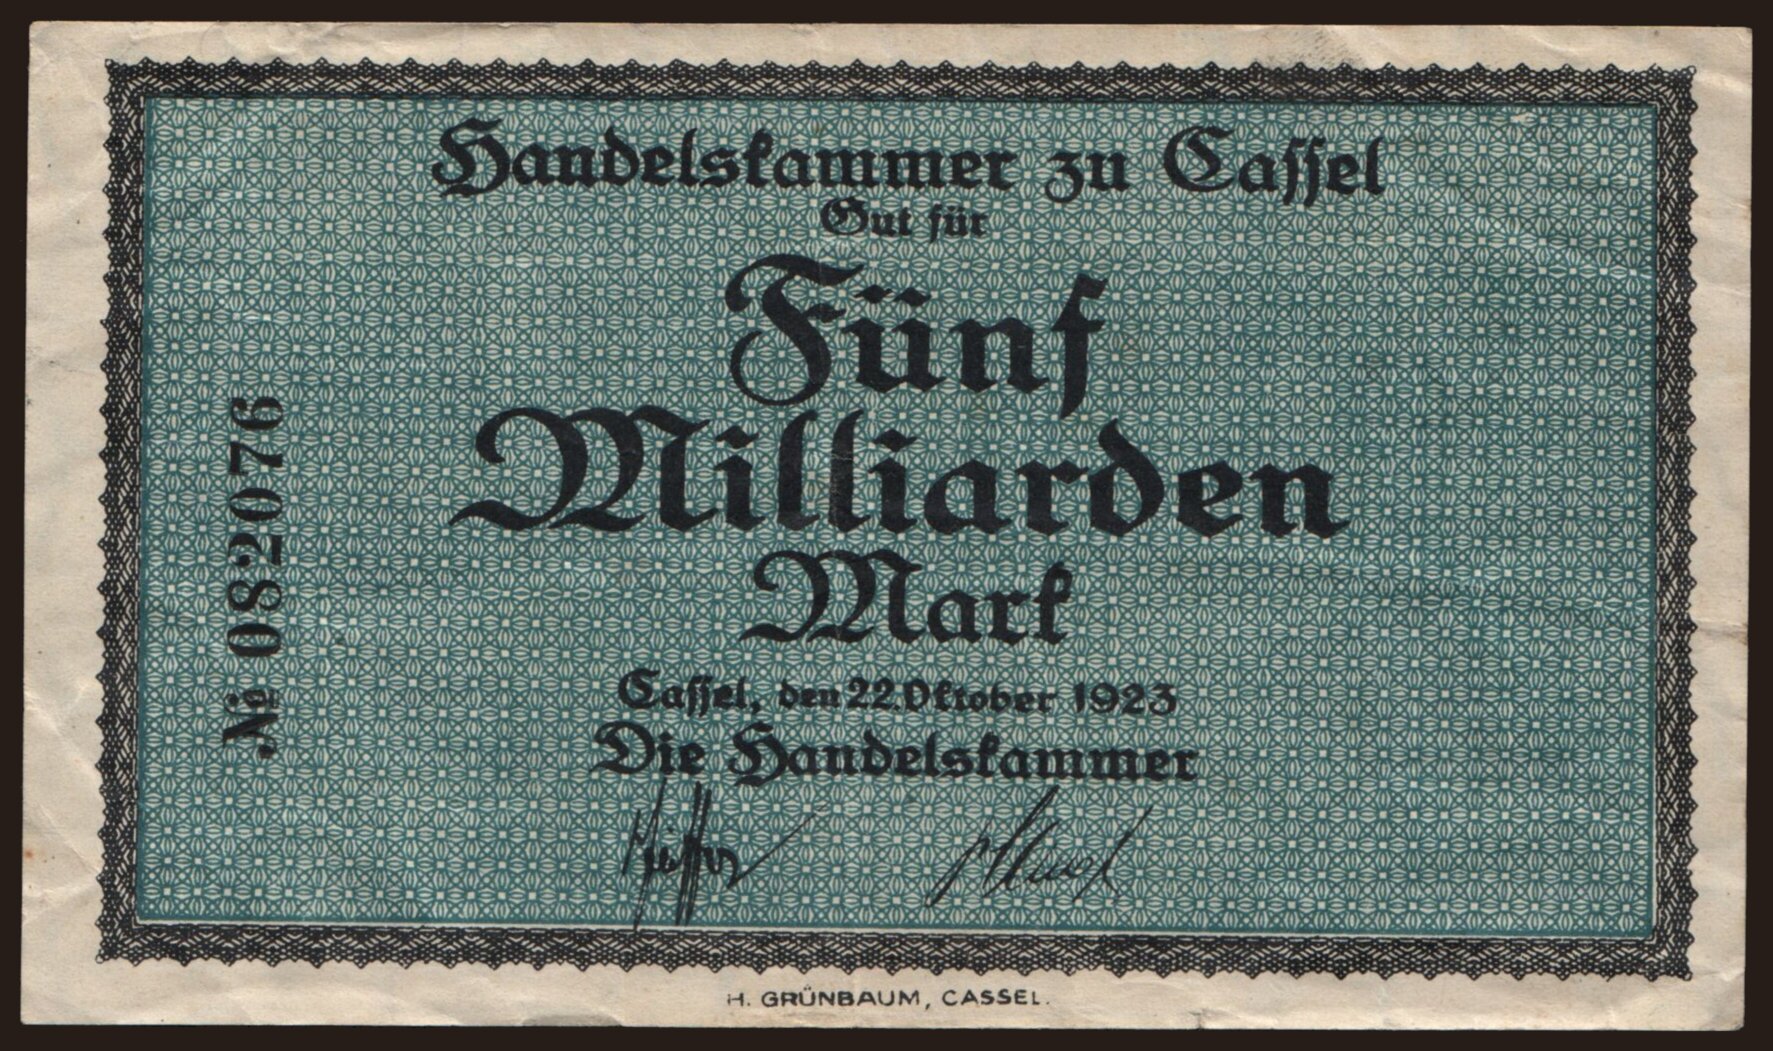 Handelskammer zu Cassel
Gut für
Fünf
Milliarden
Mark
Cassel, den 22. Oktober 1923
Die Handelskammer
№ 082076
H. GRÜNBAUM, CASSEL.